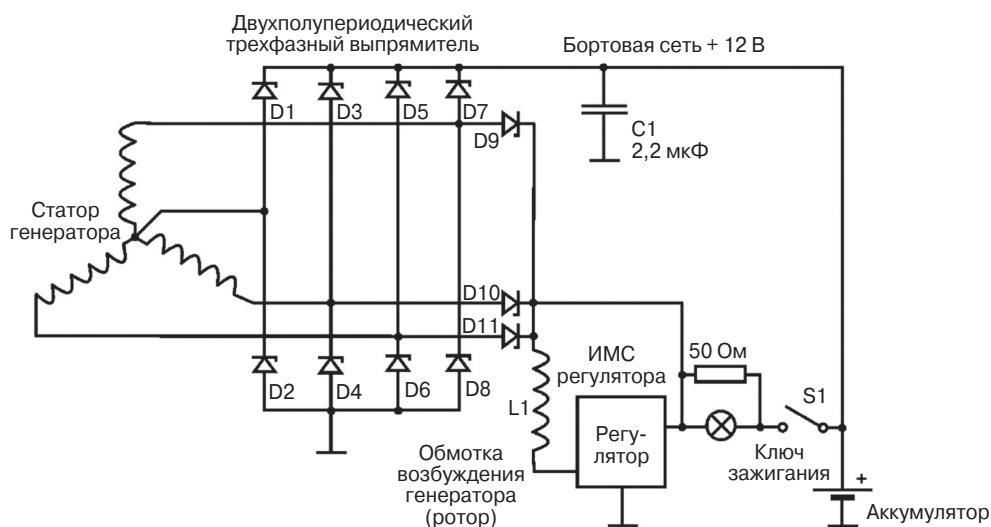 Двухполупериодический
трехфазный выпрямитель
Бортовая сеть + 12 В
D1
D3
D5
D7
D9
C1
2,2 мкФ
Статор
генератора
D10
D11
ИМС
регулятора
50 Ом
S1
D2
D4
D6
D8
L1
Регу-
лятор
Ключ
зажигания
Обмотка
возбуждения
генератора
(ротор)
+
Аккумулятор